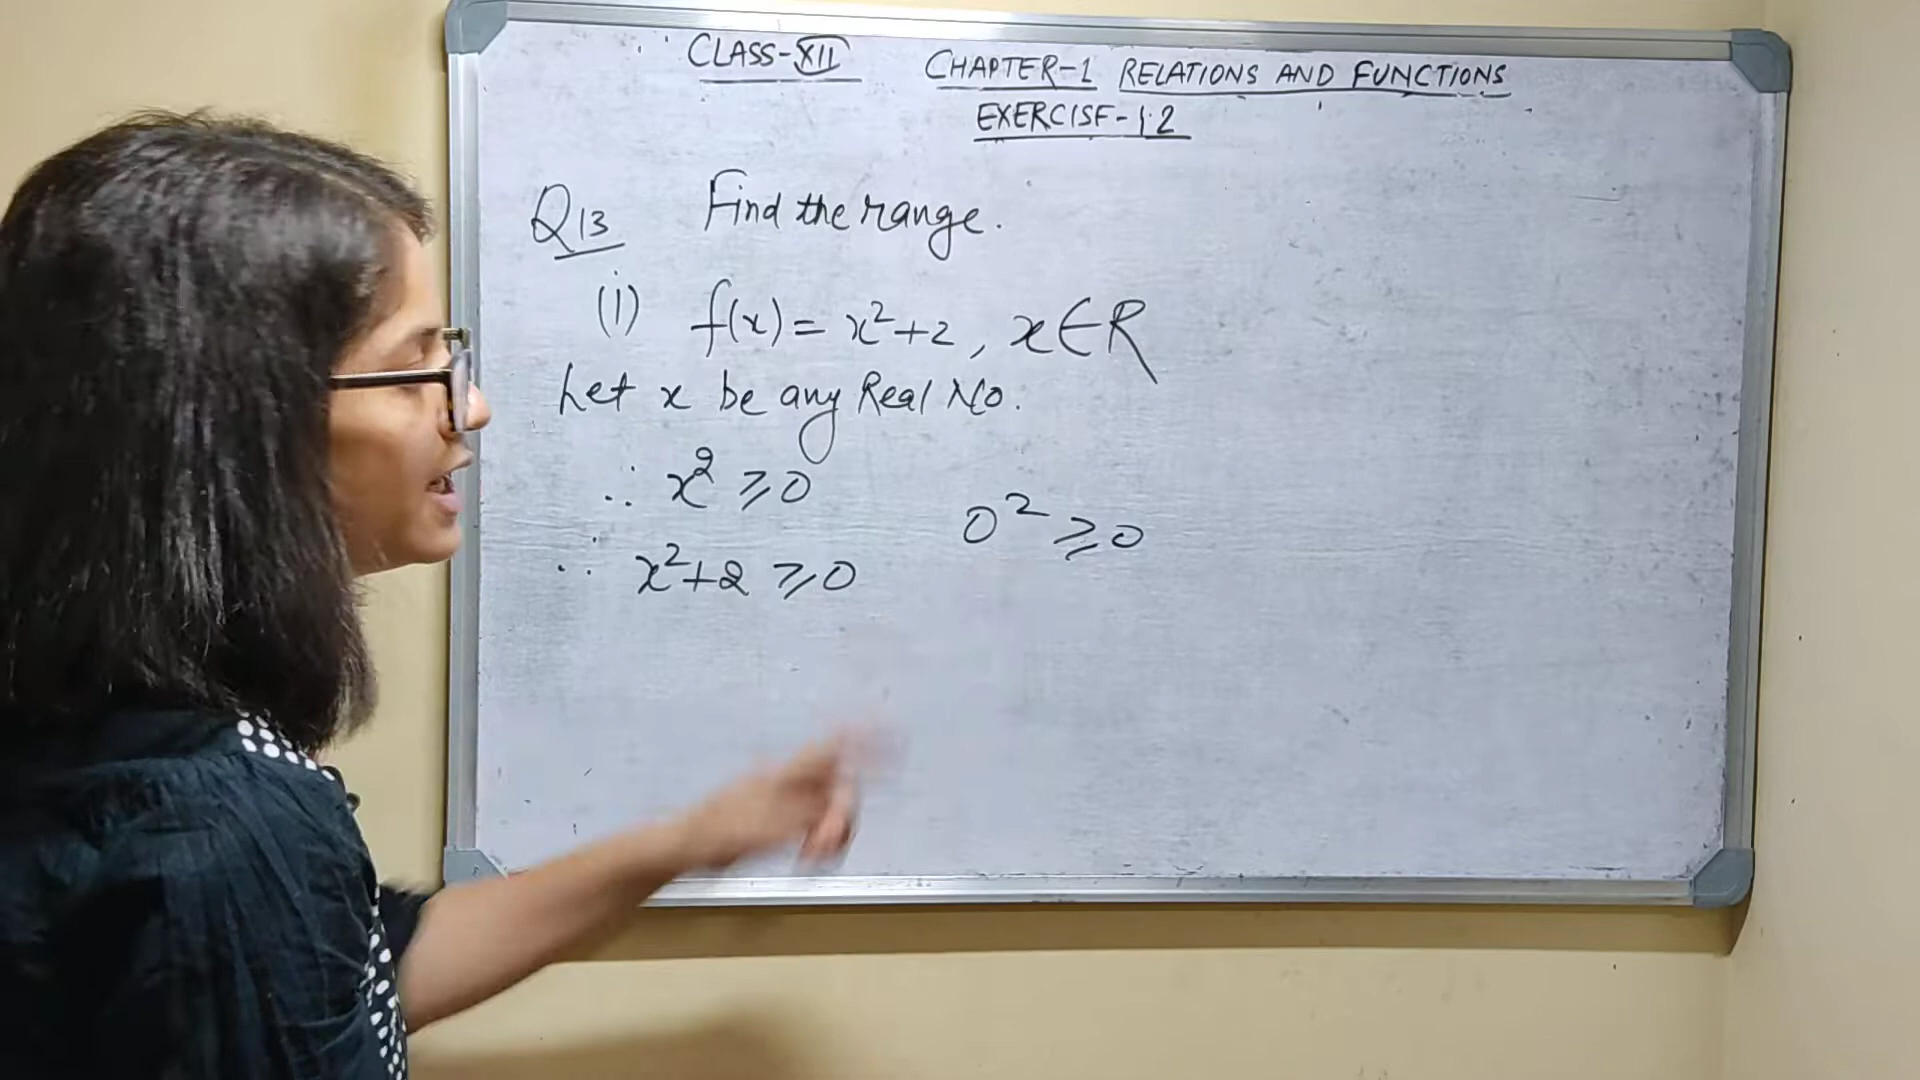 CLASS-XII CHAPTER-1 RELATIONS AND FUNCTIONS
EXERCISE-1.2
Q13 Find the range.
(i) f(x) = x²+2, x∈R
Let x be any Real No.
∴ x² ⩾0
0² ⩾0
∴ x²+2 ⩾0